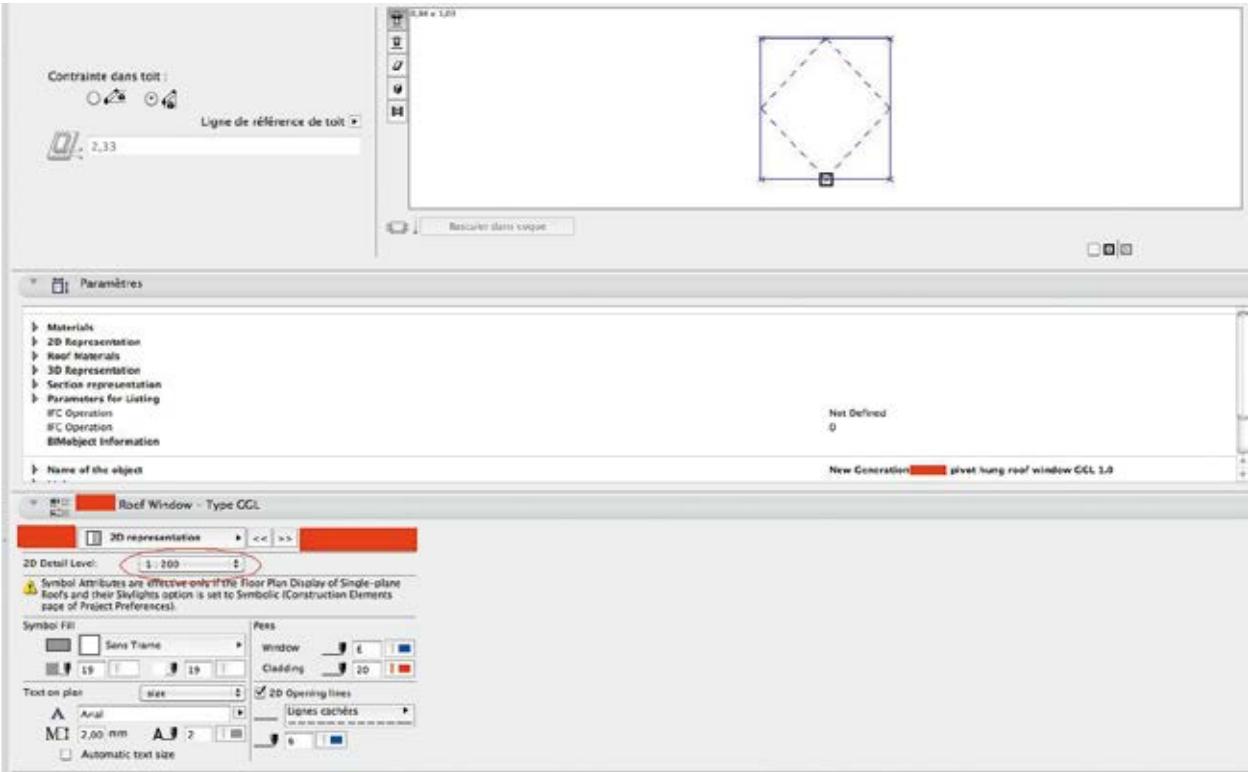 0,84 x 1,03
Contrainte dans toit :
Ligne de référence de toit
2,33
Basculer dans coque
Paramètres
Materials
2D Representation
Roof Materials
3D Representation
Section representation
Parameters for Listing
IFC Operation Not Defined
IFC Operation 0
BIMobject Information
Name of the object New Generation pivot hung roof window GGL 1.0
Roof Window - Type GGL
2D representation << >>
2D Detail Level: 1 : 200
Symbol Attributes are effective only if the Floor Plan Display of Single-plane
Roofs and their Skylights option is set to Symbolic (Construction Elements
page of Project Preferences).
Symbol Fill Pens
Sans Trame Window 6
19 19 Cladding 20
Text on plan size 2D Opening lines
Arial Lignes cachées
2,00 mm 2 6
Automatic text size